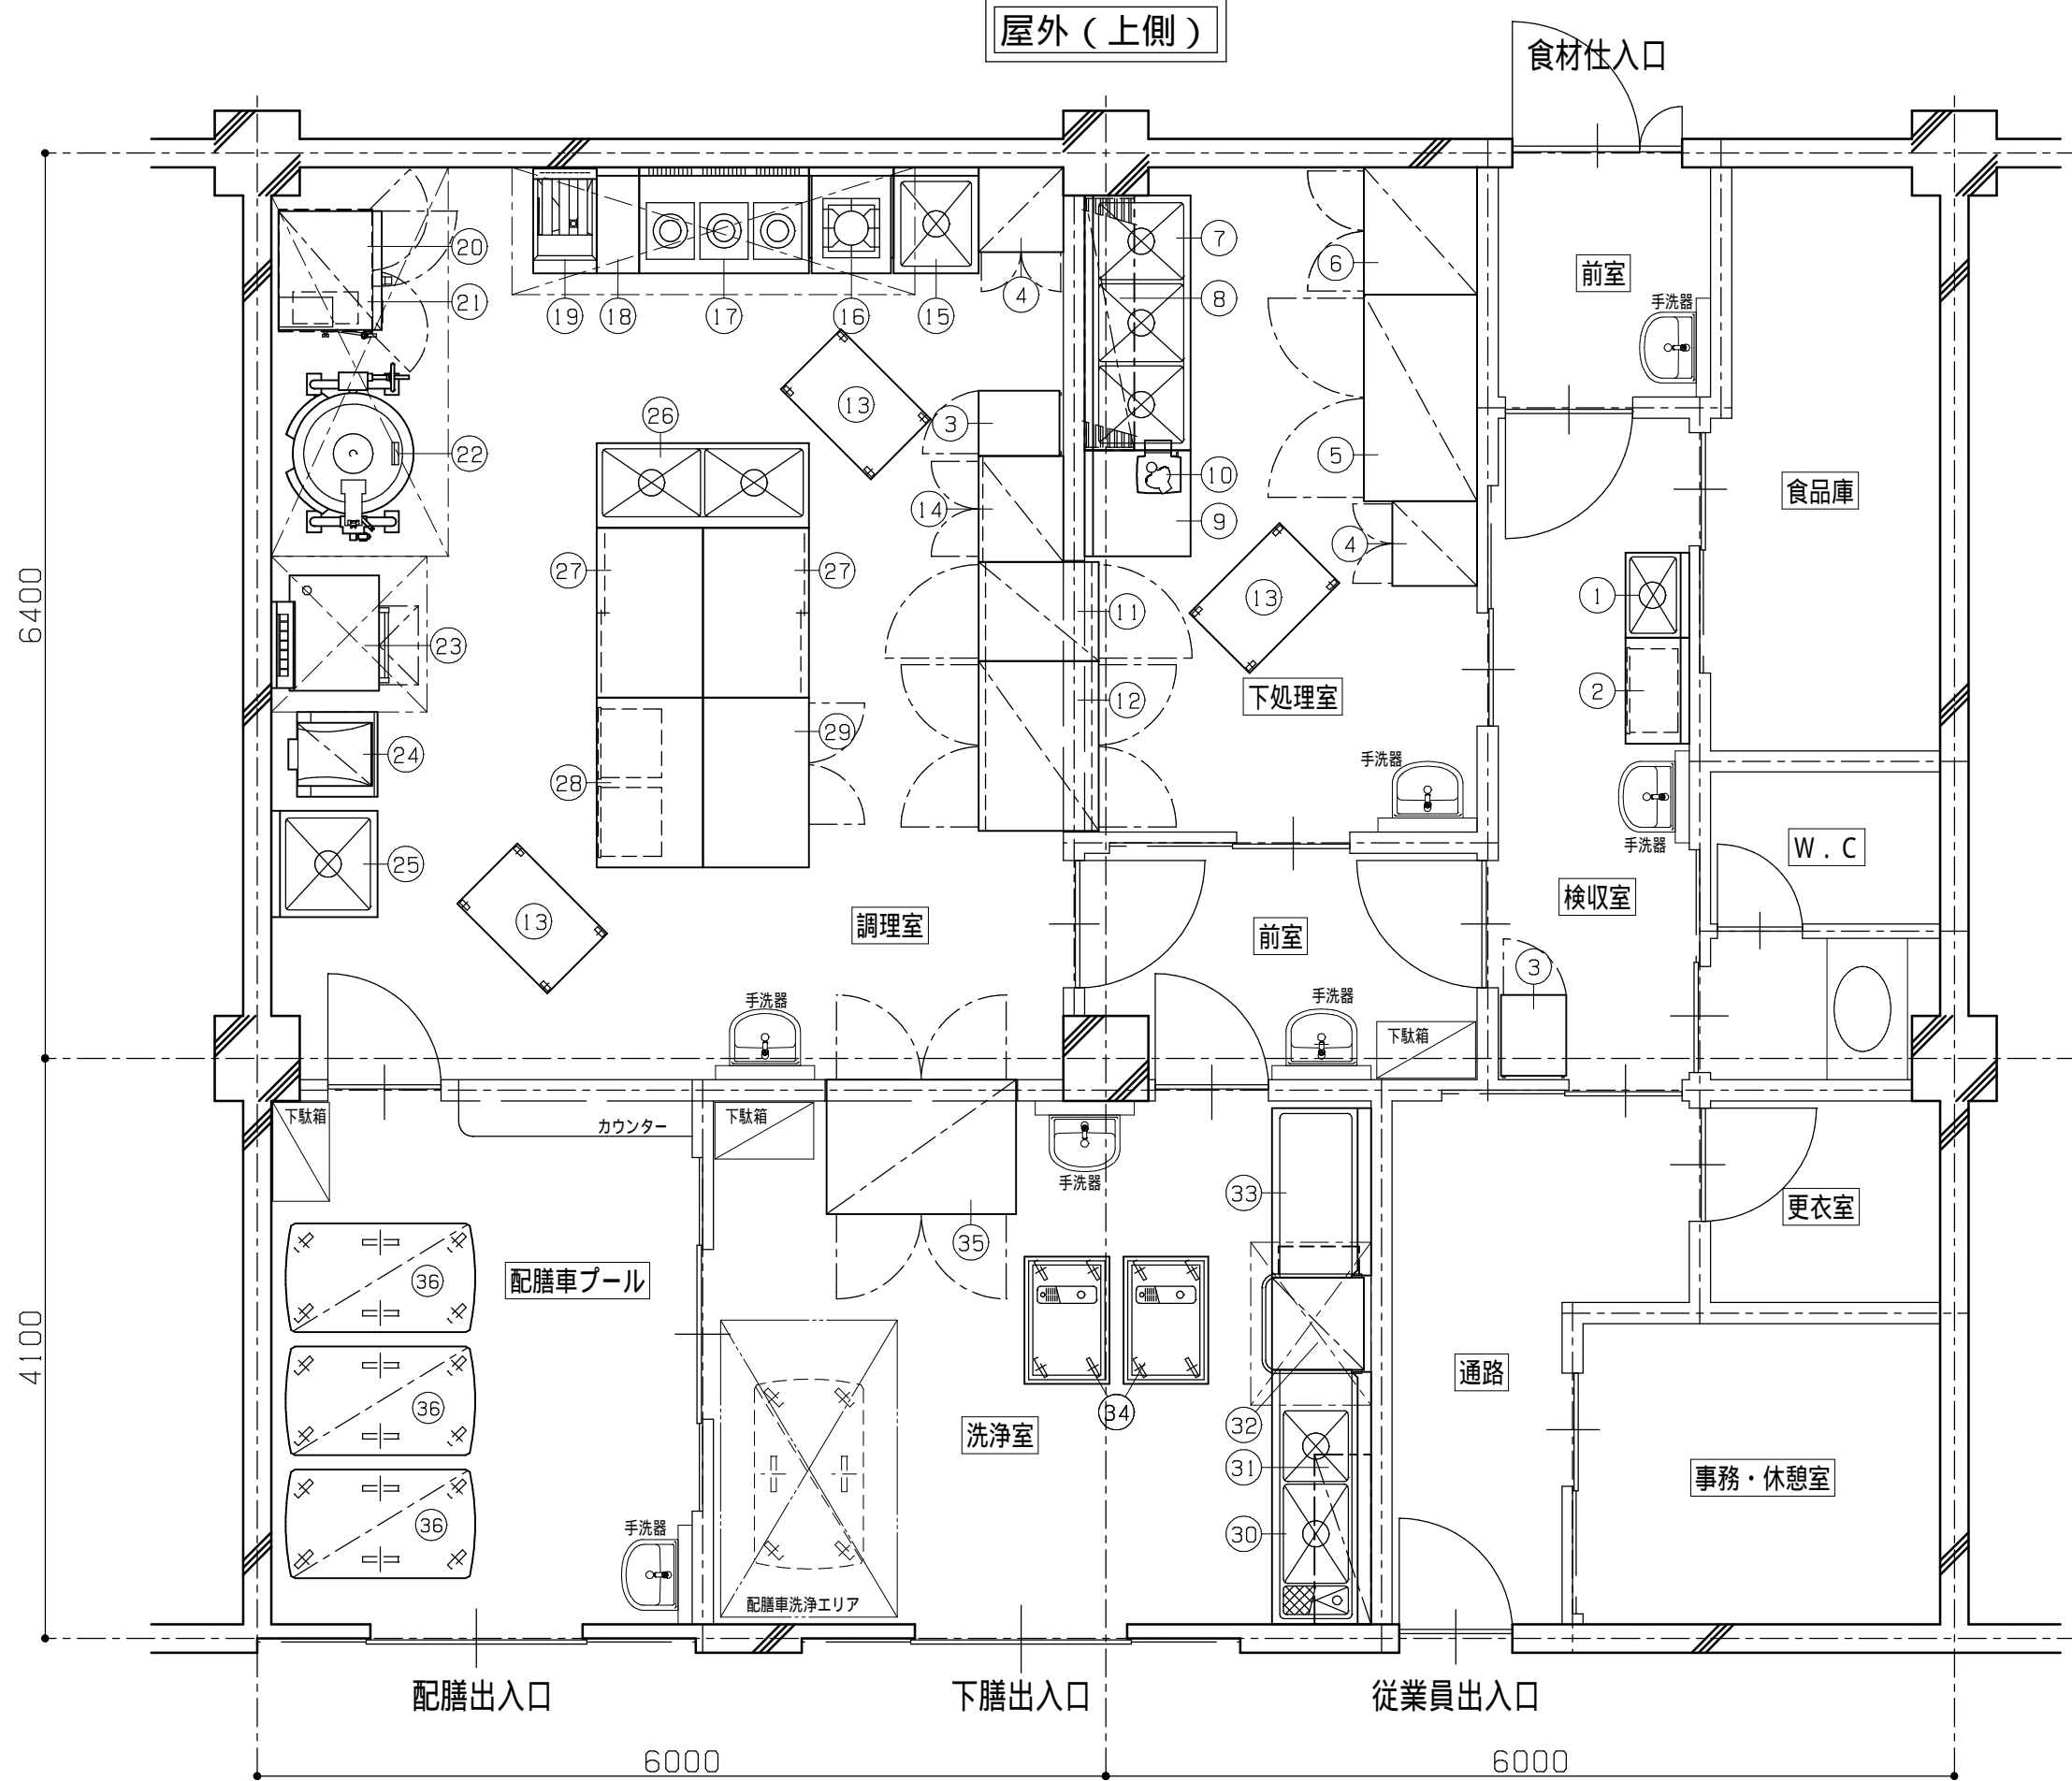 屋外（上側）
食材仕入口
20
21
19
18
17
16
15
4
7
8
6
前室
手洗器
26
13
3
5
22
14
10
9
4
食品庫
6400
27
27
11
13
1
23
12
下処理室
2
24
28
29
手洗器
手洗器
W.C
25
13
調理室
前室
検収室
3
手洗器
手洗器
下駄箱
下駄箱
カウンター
下駄箱
手洗器
33
更衣室
35
配膳車プール
36
4100
通路
36
34
洗浄室
32
31
事務・休憩室
36
手洗器
30
配膳車洗浄エリア
配膳出入口
下膳出入口
従業員出入口
6000
6000